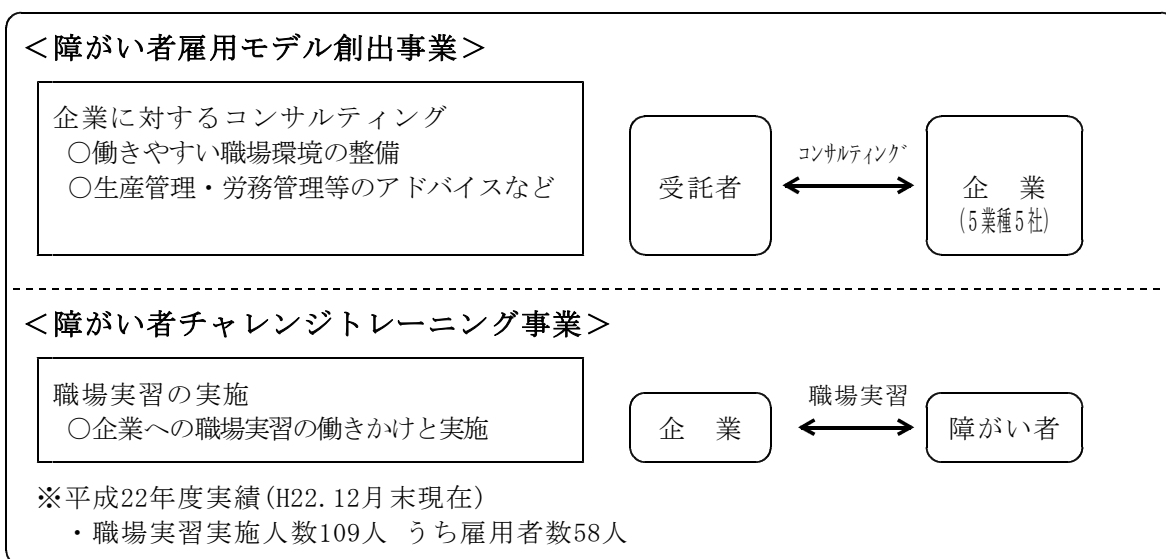 ＜障がい者雇用モデル創出事業＞
企業に対するコンサルティング
○働きやすい職場環境の整備
○生産管理・労務管理等のアドバイスなど
受託者
コンサルティング
企　業
(5業種5社)
＜障がい者チャレンジトレーニング事業＞
職場実習の実施
○企業への職場実習の働きかけと実施
企　業
職場実習
障がい者
※平成22年度実績(H22.12月末現在)
・職場実習実施人数109人 うち雇用者数58人